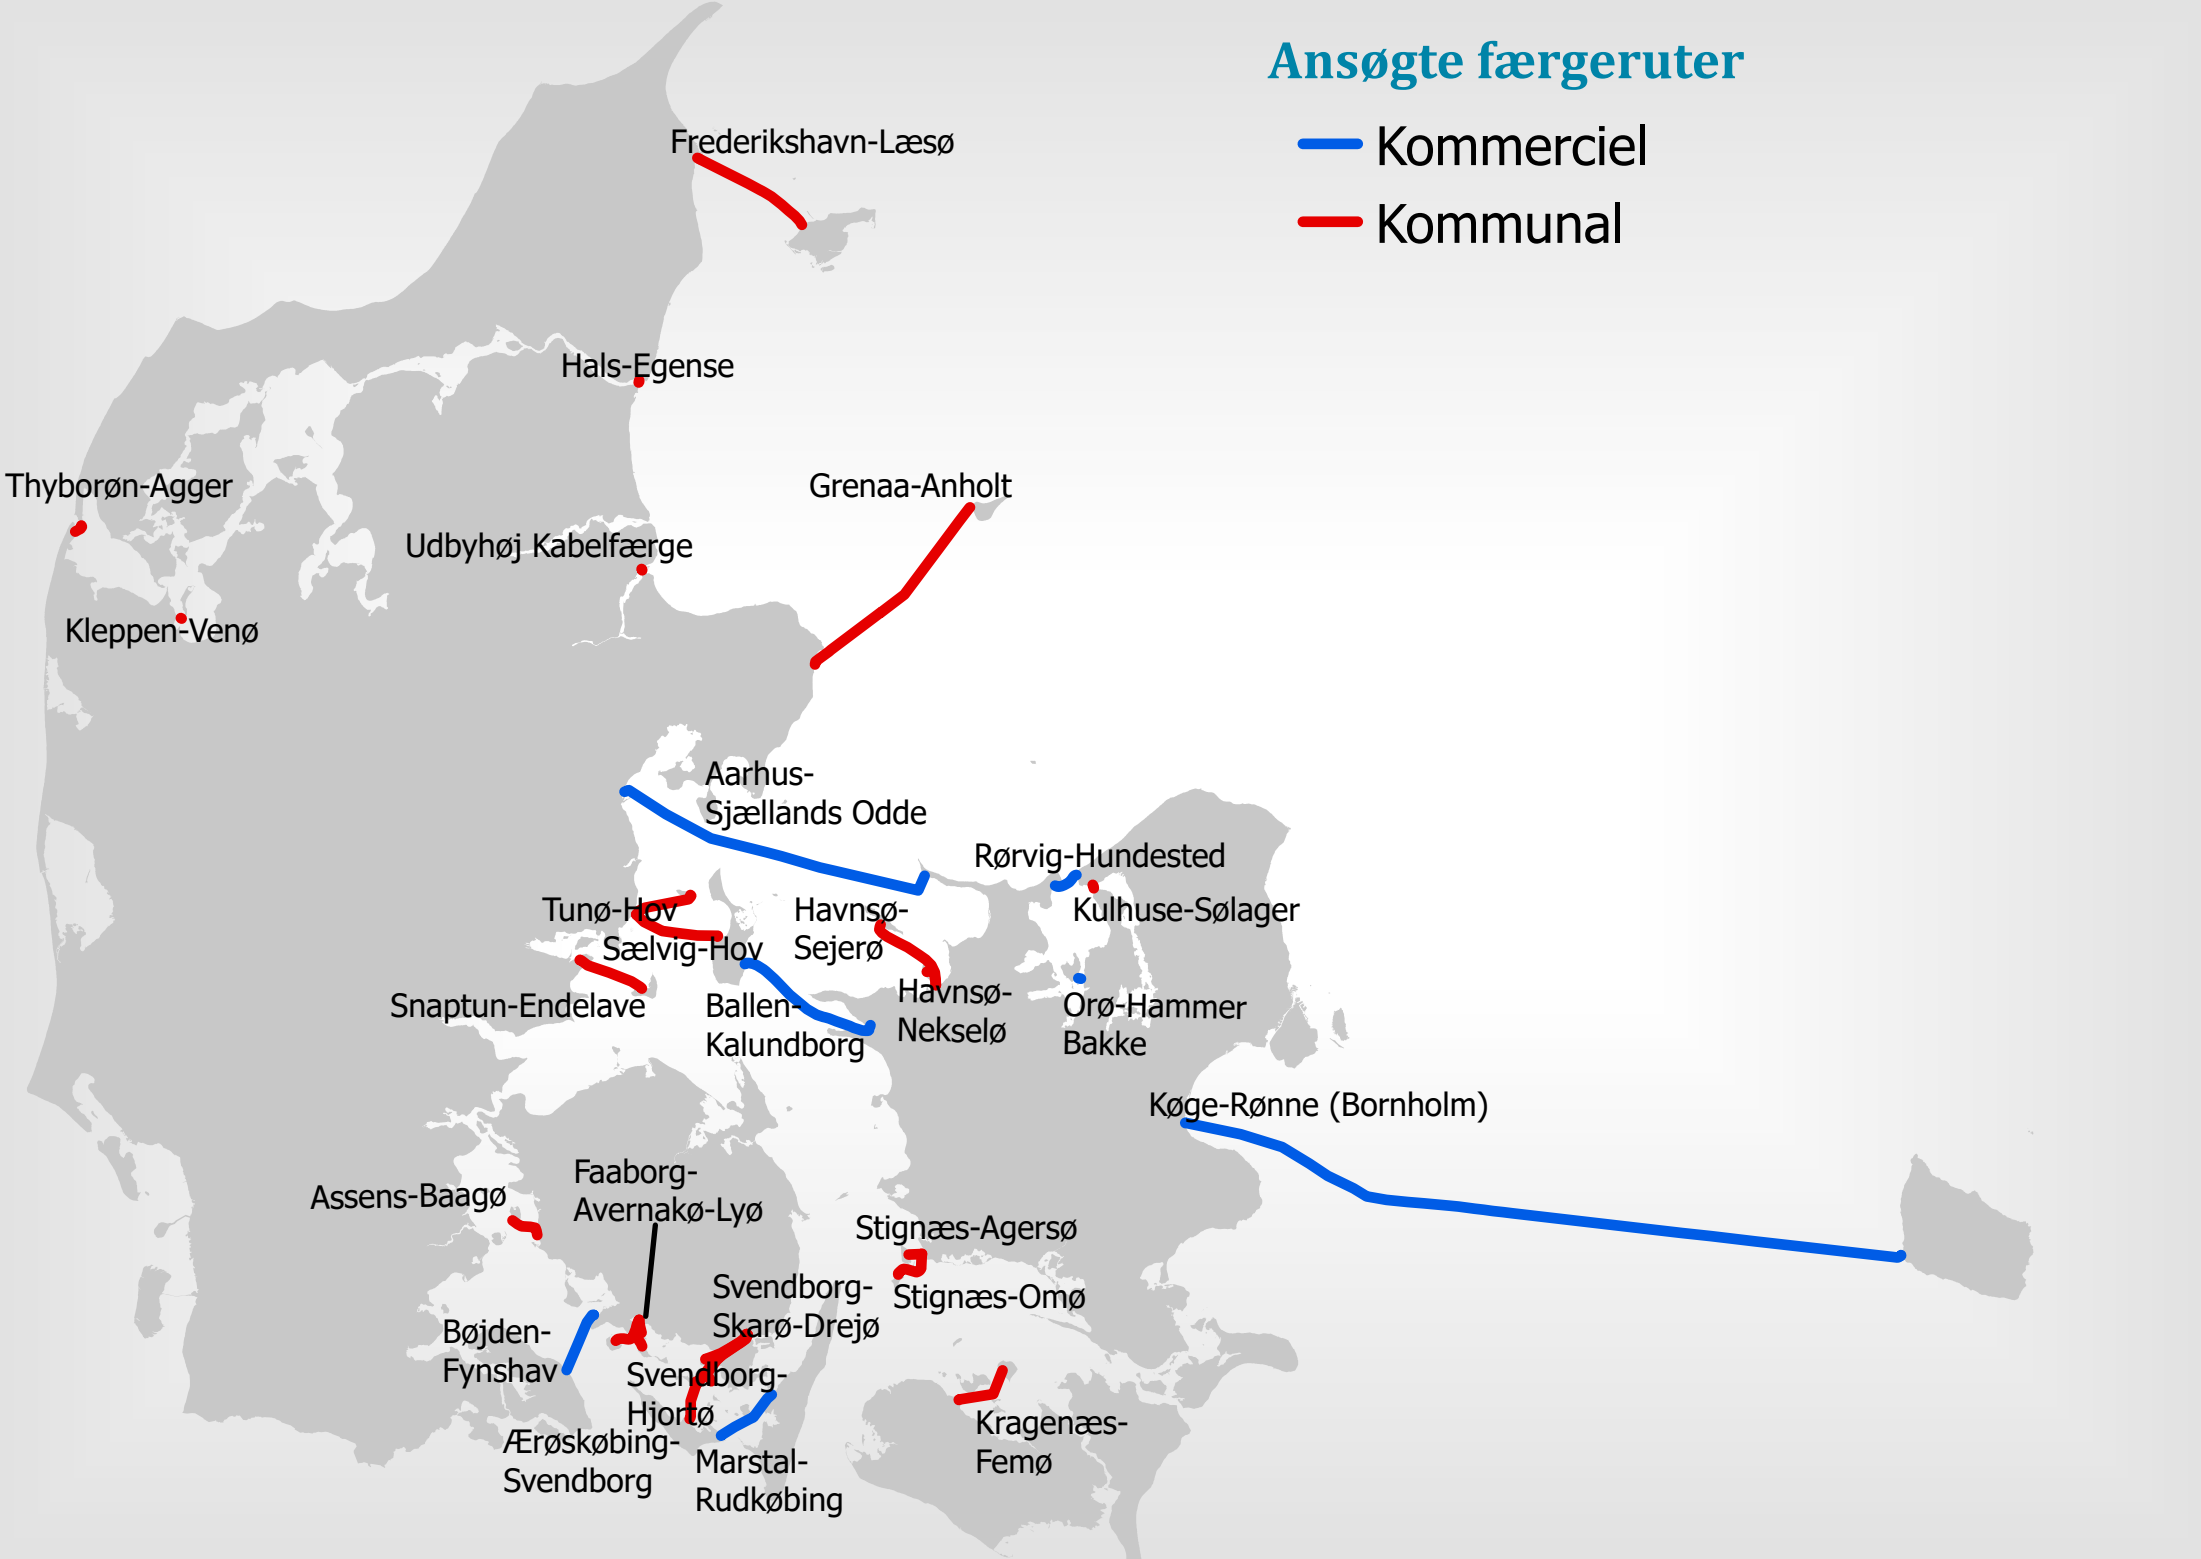 Ansøgte færgeruter
Kommerciel
Kommunal
Frederikshavn-Læsø
Hals-Egense
Thyborøn-Agger
Grenaa-Anholt
Udbyhøj Kabelfærge
Kleppen-Venø
Aarhus-
Sjællands Odde
Rørvig-Hundested
Kulhuse-Sølager
Tunø-Hov
Sælvig-Hov
Havnsø-
Sejerø
Snaptun-Endelave
Ballen-
Kalundborg
Havnsø-
Nekselø
Orø-Hammer
Bakke
Køge-Rønne (Bornholm)
Faaborg-
Avernakø-Lyø
Assens-Baagø
Stignæs-Agersø
Stignæs-Omø
Svendborg-
Skarø-Drejø
Bøjden-
Fynshav
Svendborg-
Hjortø
Ærøskøbing-
Svendborg
Marstal-
Rudkøbing
Kragenæs-
Femø